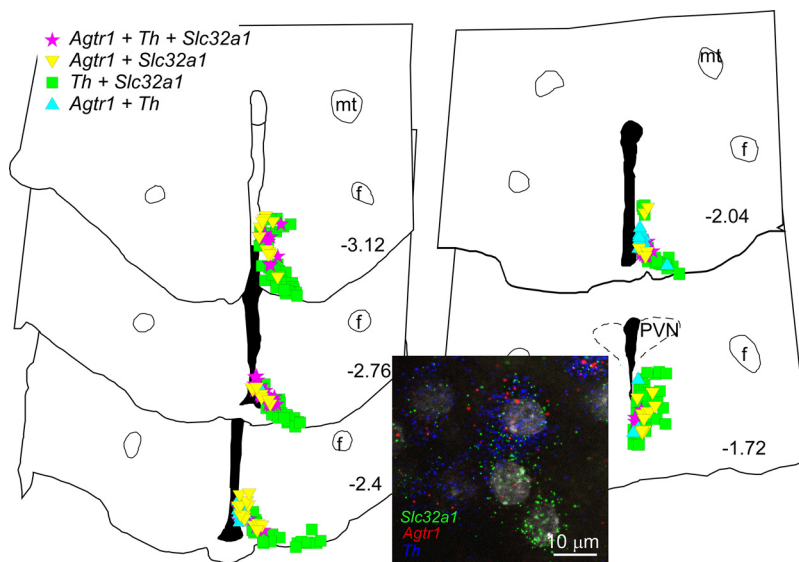 Agtr1 + Th + Slc32a1
Agtr1 + Slc32a1
Th + Slc32a1
Agtr1 + Th
mt
f
-3.12
f
-2.76
f
-2.4
mt
f
-2.04
PVN
f
-1.72
Slc32a1
Agtr1
Th
10 μm